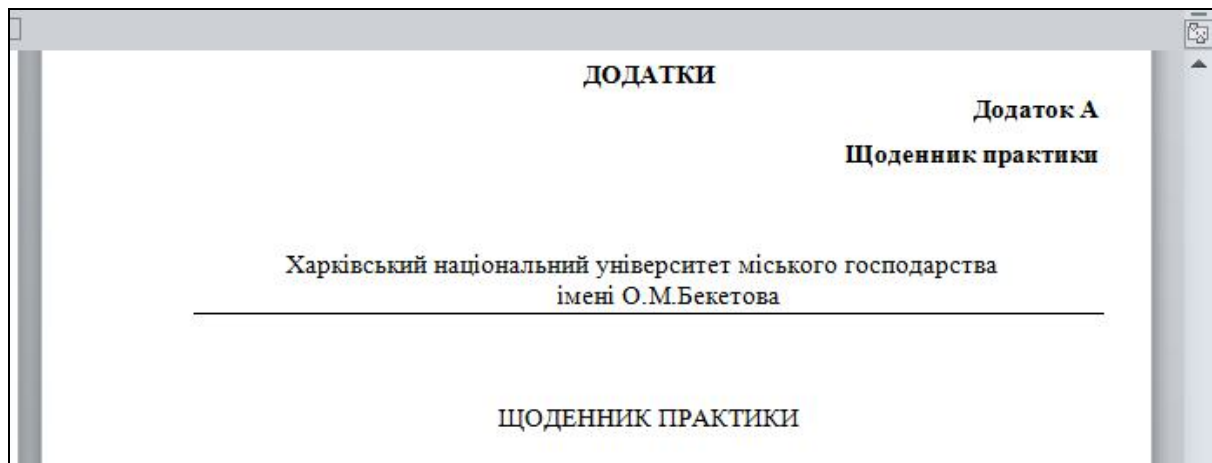 ДОДАТКИ
Додаток А
Щоденник практики
Харківський національний університет міського господарства
імені О.М.Бекетова
ЩОДЕННИК ПРАКТИКИ